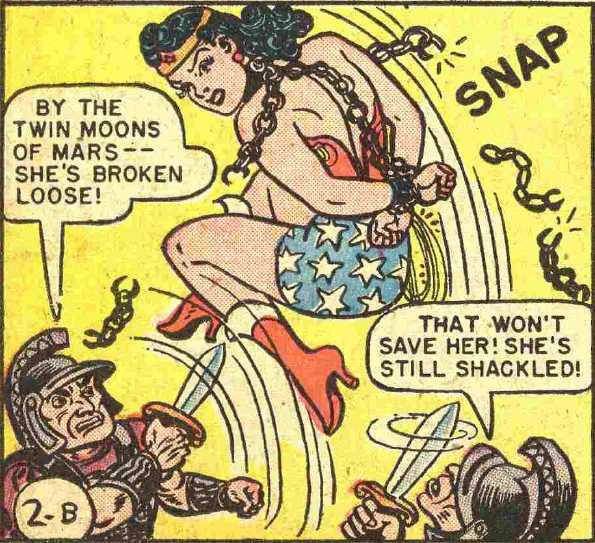 SNAP
BY THE
TWIN MOONS
OF MARS--
SHE'S BROKEN
LOOSE!
THAT WON'T
SAVE HER! SHE'S
STILL SHACKLED!
2-B